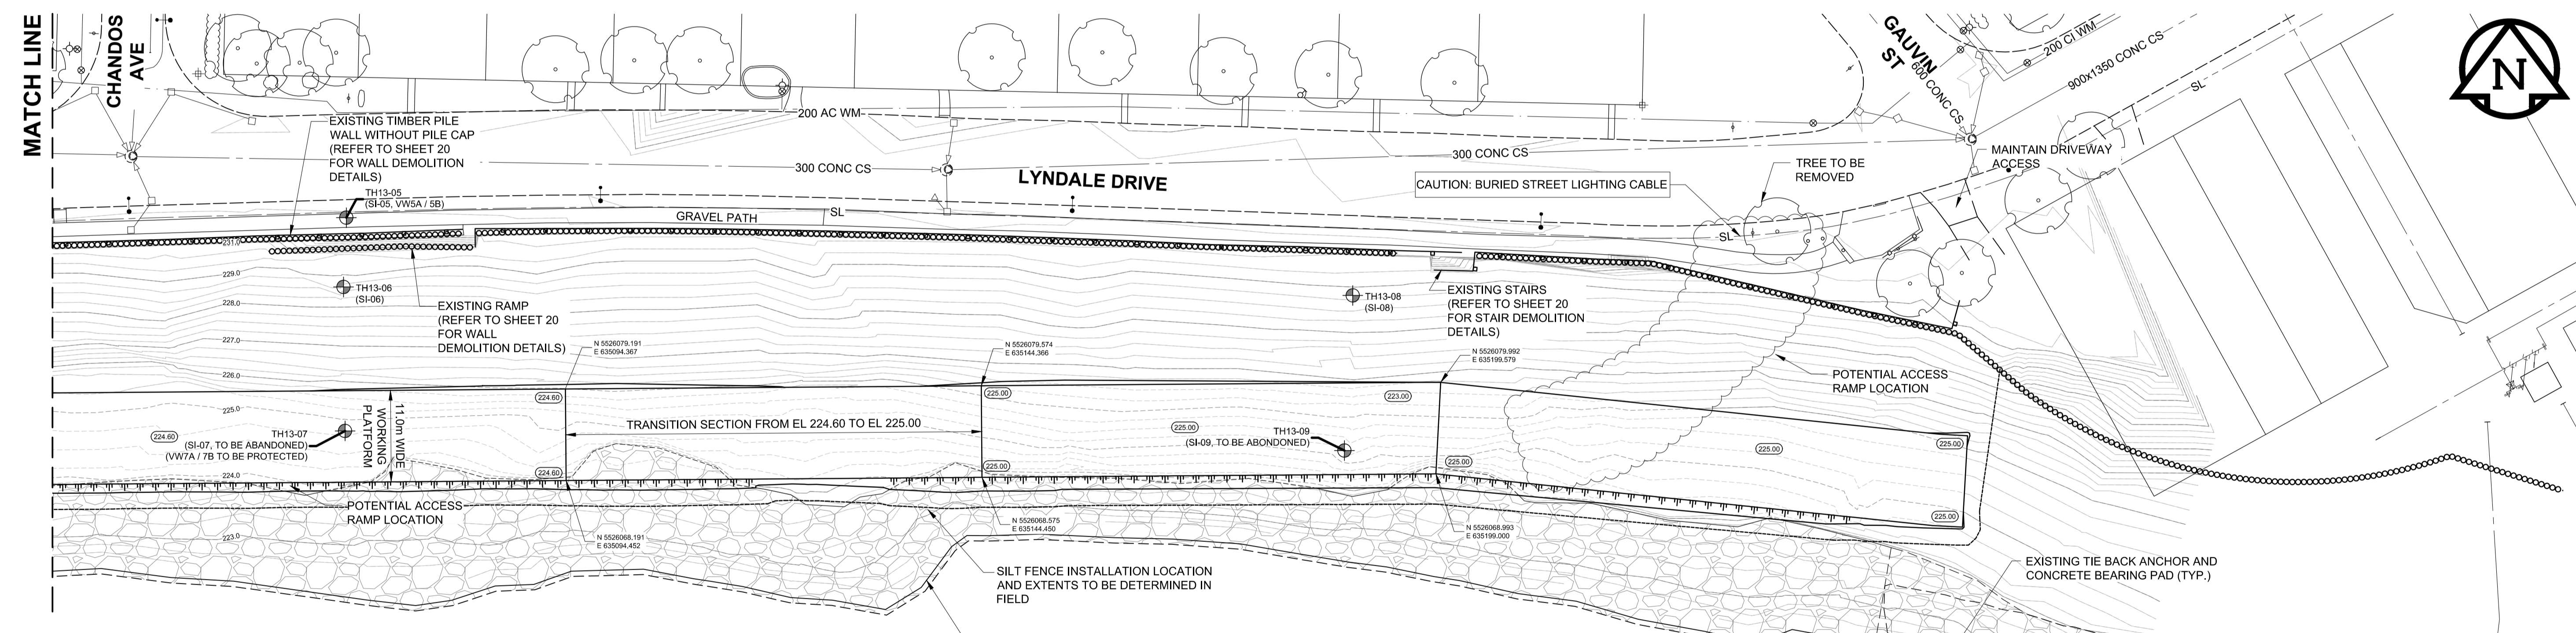 MATCH LINE
CHANDOS
AVE
GAUVIN
ST
600 CONC CS
200 CI WM
900x1350 CONC CS
SL
N
EXISTING TIMBER PILE
WALL WITHOUT PILE CAP
(REFER TO SHEET 20
FOR WALL DEMOLITION
DETAILS)
200 AC WM
300 CONC CS
300 CONC CS
LYNDALE DRIVE
CAUTION: BURIED STREET LIGHTING CABLE
TREE TO BE
REMOVED
MAINTAIN DRIVEWAY
ACCESS
TH13-05
(SI-05, VW5A / 5B)
GRAVEL PATH
SL
SL
231.0
229.0
228.0
227.0
226.0
225.0
224.0
223.0
TH13-06
(SI-06)
EXISTING RAMP
(REFER TO SHEET 20
FOR WALL
DEMOLITION DETAILS)
TH13-08
(SI-08)
EXISTING STAIRS
(REFER TO SHEET 20
FOR STAIR DEMOLITION
DETAILS)
N 5526079.191
E 635094.367
N 5526079.574
E 635144.366
N 5526079.992
E 635199.579
POTENTIAL ACCESS
RAMP LOCATION
224.60
225.00
223.00
11.0m WIDE
WORKING
PLATFORM
TRANSITION SECTION FROM EL 224.60 TO EL 225.00
224.60
TH13-07
(SI-07, TO BE ABANDONED)
(VW7A / 7B TO BE PROTECTED)
225.00
TH13-09
(SI-09, TO BE ABONDONED)
225.00
225.00
224.60
225.00
225.00
225.00
POTENTIAL ACCESS
RAMP LOCATION
N 5526068.191
E 635094.452
N 5526068.575
E 635144.450
N 5526068.993
E 635199.000
SILT FENCE INSTALLATION LOCATION
AND EXTENTS TO BE DETERMINED IN
FIELD
EXISTING TIE BACK ANCHOR AND
CONCRETE BEARING PAD (TYP.)